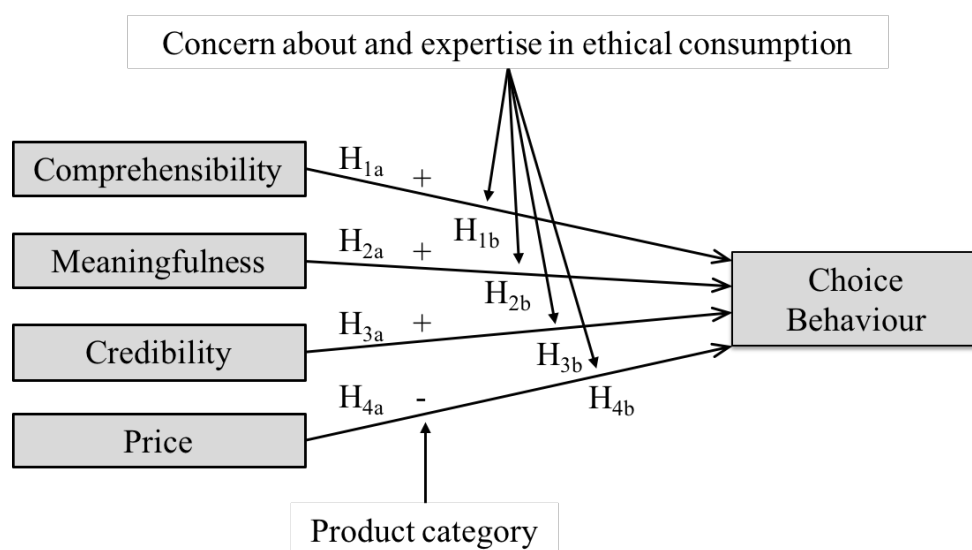 Concern about and expertise in ethical consumption
Comprehensibility
H1a +
H1b
Meaningfulness
H2a +
H2b
Credibility
H3a +
H3b
Price
H4a -
H4b
Choice
Behaviour
Product category